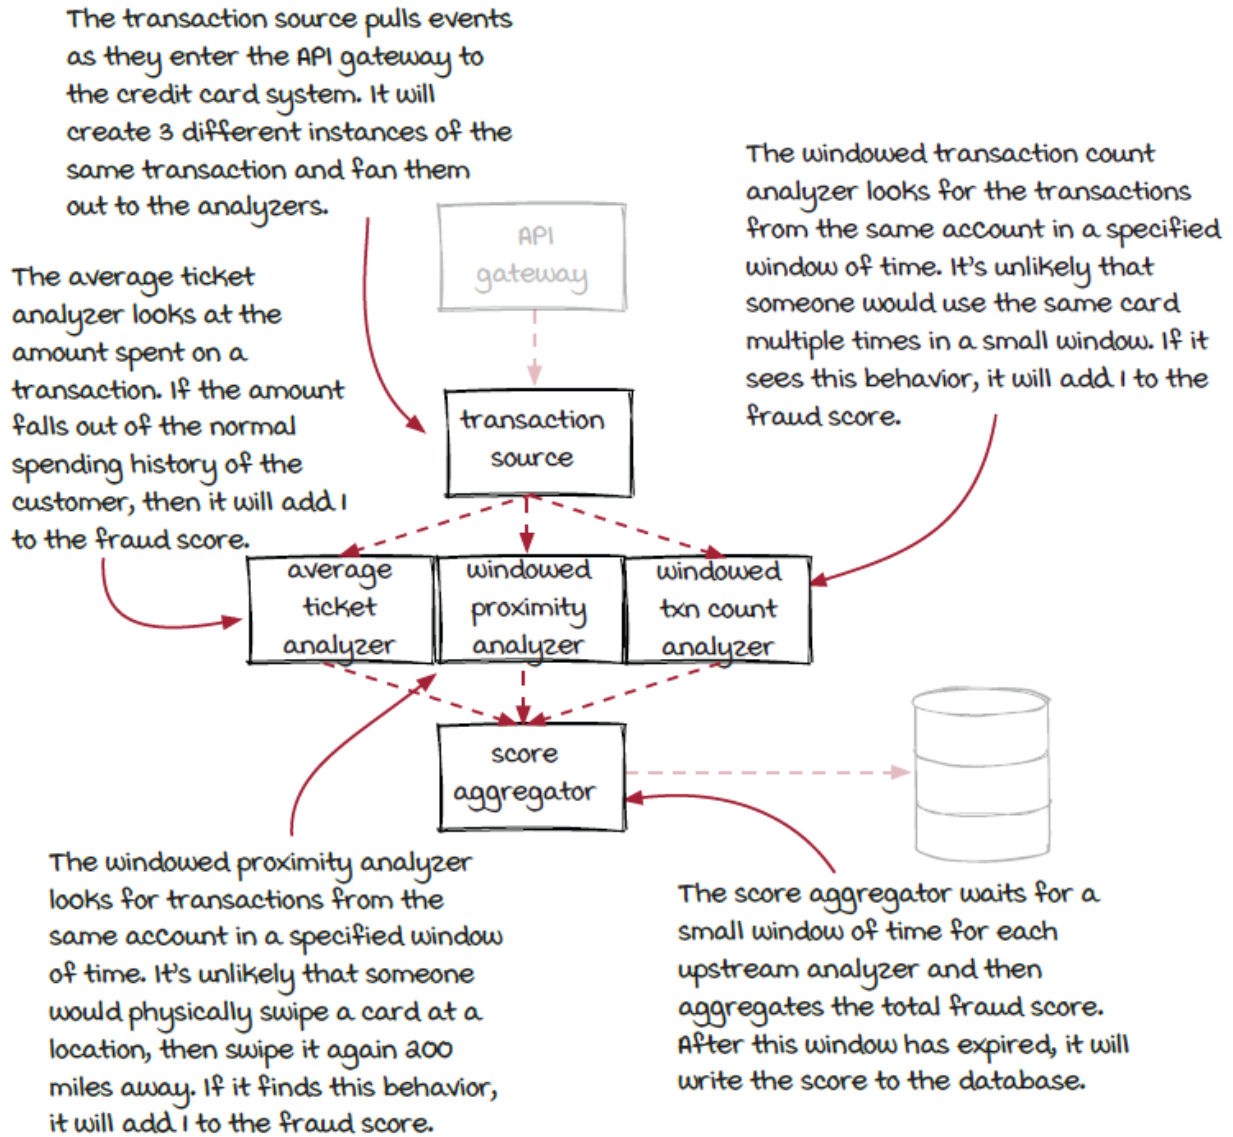 The transaction source pulls events
as they enter the API gateway to
the credit card system. It will
create 3 different instances of the
same transaction and fan them
out to the analyzers.
The windowed transaction count
analyzer looks for the transactions
from the same account in a specified
window of time. It's unlikely that
someone would use the same card
multiple times in a small window. If it
sees this behavior, it will add 1 to the
fraud score.
API
gateway
The average ticket
analyzer looks at the
amount spent on a
transaction. If the amount
falls out of the normal
spending history of the
customer, then it will add 1
to the fraud score.
transaction
source
average
ticket
analyzer
windowed
proximity
analyzer
windowed
txn count
analyzer
score
aggregator
The windowed proximity analyzer
looks for transactions from the
same account in a specified window
of time. It's unlikely that someone
would physically swipe a card at a
location, then swipe it again 200
miles away. If it finds this behavior,
it will add 1 to the fraud score.
The score aggregator waits for a
small window of time for each
upstream analyzer and then
aggregates the total fraud score.
After this window has expired, it will
write the score to the database.